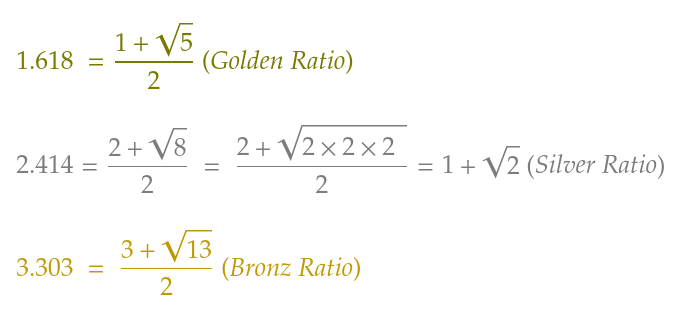 1.618 = (1 + √5)/2 (Golden Ratio)
2.414 = (2 + √8)/2 = (2 + √(2 × 2 × 2))/2 = 1 + √2 (Silver Ratio)
3.303 = (3 + √13)/2 (Bronz Ratio)